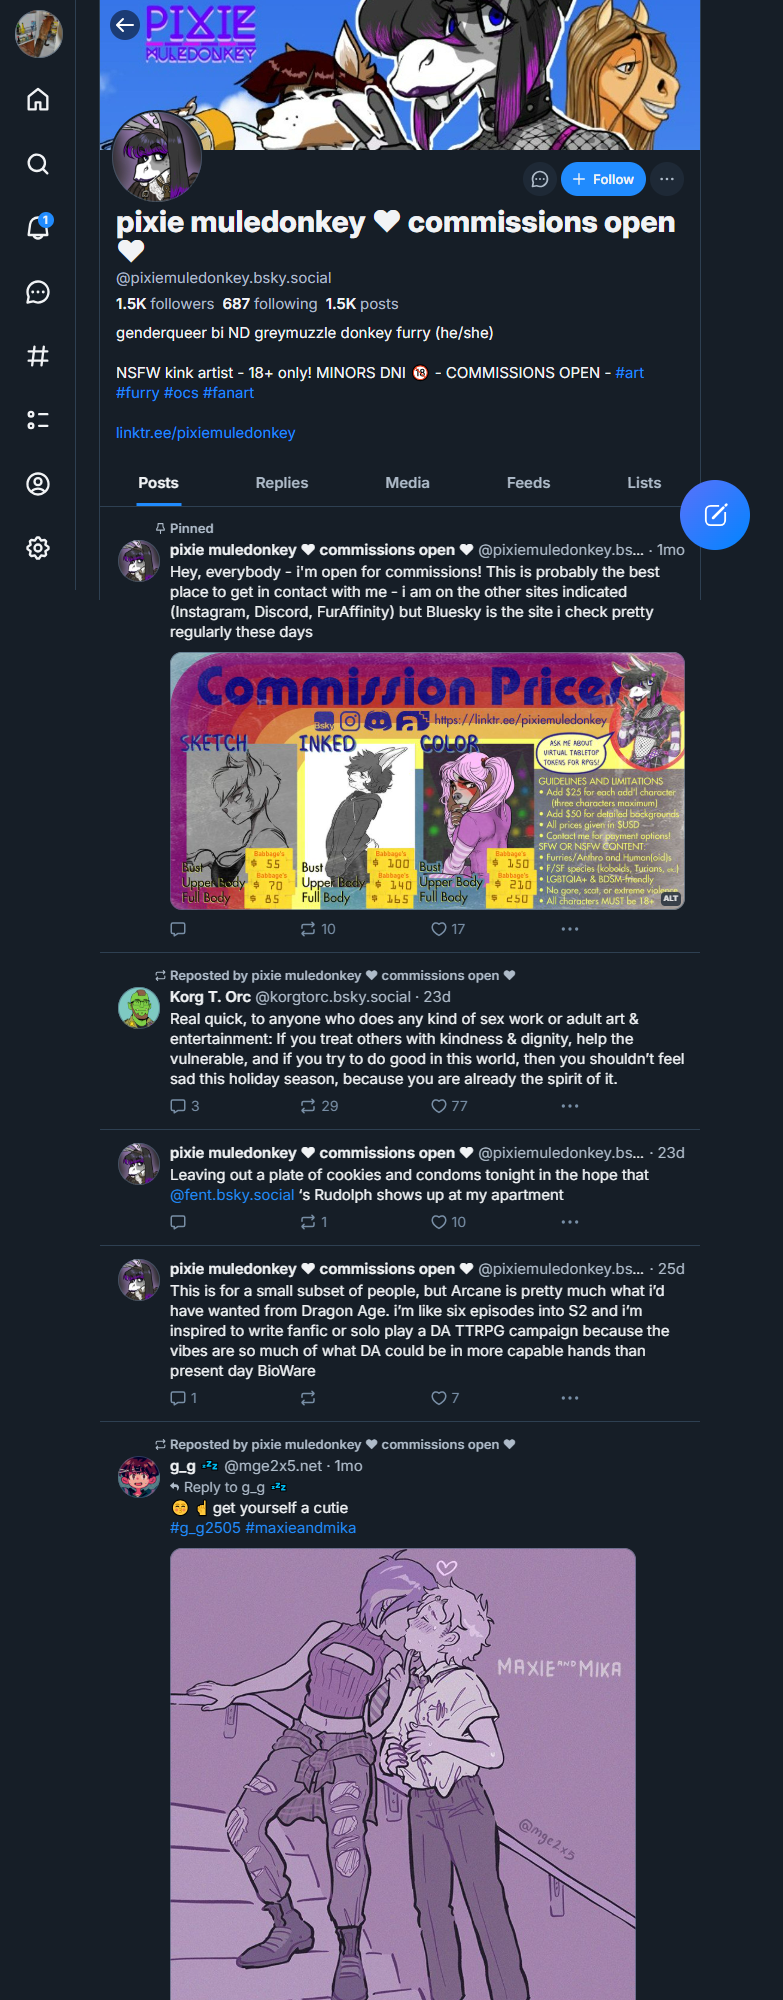 PIXIE
MULEDONKEY
Follow
pixie muledonkey 🤍 commissions open
🤍
@pixiemuledonkey.bsky.social
1.5K followers 687 following 1.5K posts
genderqueer bi ND greymuzzle donkey furry (he/she)
NSFW kink artist - 18+ only! MINORS DNI 🔞 - COMMISSIONS OPEN - #art
#furry #ocs #fanart
linktr.ee/pixiemuledonkey
Posts Replies Media Feeds Lists
1
Pinned
pixie muledonkey 🤍 commissions open 🤍 @pixiemuledonkey.bs... · 1mo
Hey, everybody - i'm open for commissions! This is probably the best
place to get in contact with me - i am on the other sites indicated
(Instagram, Discord, FurAffinity) but Bluesky is the site i check pretty
regularly these days
Commission Prices
Bsky
https://linktr.ee/pixiemuledonkey
SKETCH INKED COLOR
ASK ME ABOUT
VIRTUAL TABLETOP
TOKENS FOR RPGS!
GUIDELINES AND LIMITATIONS
• Add $25 for each add'l character
(three characters maximum)
• Add $50 for detailed backgrounds
• All prices given in $USD
• Contact me for payment options!
SFW OR NSFW CONTENT
• Furries/Anthro and Human(oid)s
• F/SF species (kobolds, Turians, etc.)
• LGBTQIA+ & BDSM-friendly
• No gore, scat, or extreme violence
• All characters MUST be 18+
Babbage's Babbage's Babbage's
Bust $ 55 Bust $ 100 Bust $ 150
Babbage's Babbage's Babbage's
Upper Body $ 70 Upper Body $ 140 Upper Body $ 210
Full Body $ 85 Full Body $ 165 Full Body $ 250
ALT
10 17
Reposted by pixie muledonkey 🤍 commissions open 🤍
Korg T. Orc @korgtorc.bsky.social · 23d
Real quick, to anyone who does any kind of sex work or adult art &
entertainment: If you treat others with kindness & dignity, help the
vulnerable, and if you try to do good in this world, then you shouldn’t feel
sad this holiday season, because you are already the spirit of it.
3 29 77
pixie muledonkey 🤍 commissions open 🤍 @pixiemuledonkey.bs... · 23d
Leaving out a plate of cookies and condoms tonight in the hope that
@fent.bsky.social ‘s Rudolph shows up at my apartment
1 10
pixie muledonkey 🤍 commissions open 🤍 @pixiemuledonkey.bs... · 25d
This is for a small subset of people, but Arcane is pretty much what i’d
have wanted from Dragon Age. i’m like six episodes into S2 and i’m
inspired to write fanfic or solo play a DA TTRPG campaign because the
vibes are so much of what DA could be in more capable hands than
present day BioWare
1 7
Reposted by pixie muledonkey 🤍 commissions open 🤍
g_g 💤 @mge2x5.net · 1mo
Reply to g_g 💤
😊 ☝️ get yourself a cutie
#g_g2505 #maxieandmika
MAXIE AND MIKA
@mge2x5